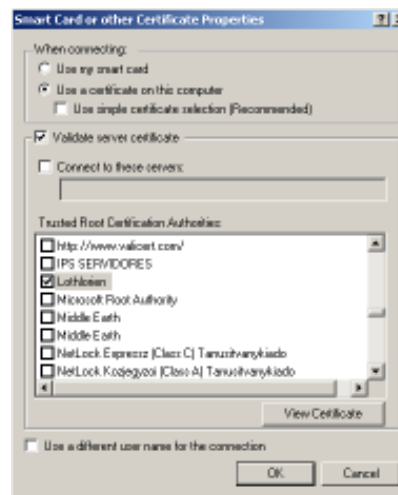 Smart Card or other Certificate Properties
When connecting:
Use my smart card
Use a certificate on this computer
Use simple certificate selection (Recommended)
Validate server certificate
Connect to these servers:
Trusted Root Certification Authorities:
http://www.valicert.com/
IPS SERVIDORES
Lothlorien
Microsoft Root Authority
Middle Earth
Middle Earth
NetLock Expressz (Class C) Tanusitvanykiado
NetLock Kozjegyzoi (Class A) Tanusitvanykiado
View Certificate
Use a different user name for the connection
OK Cancel